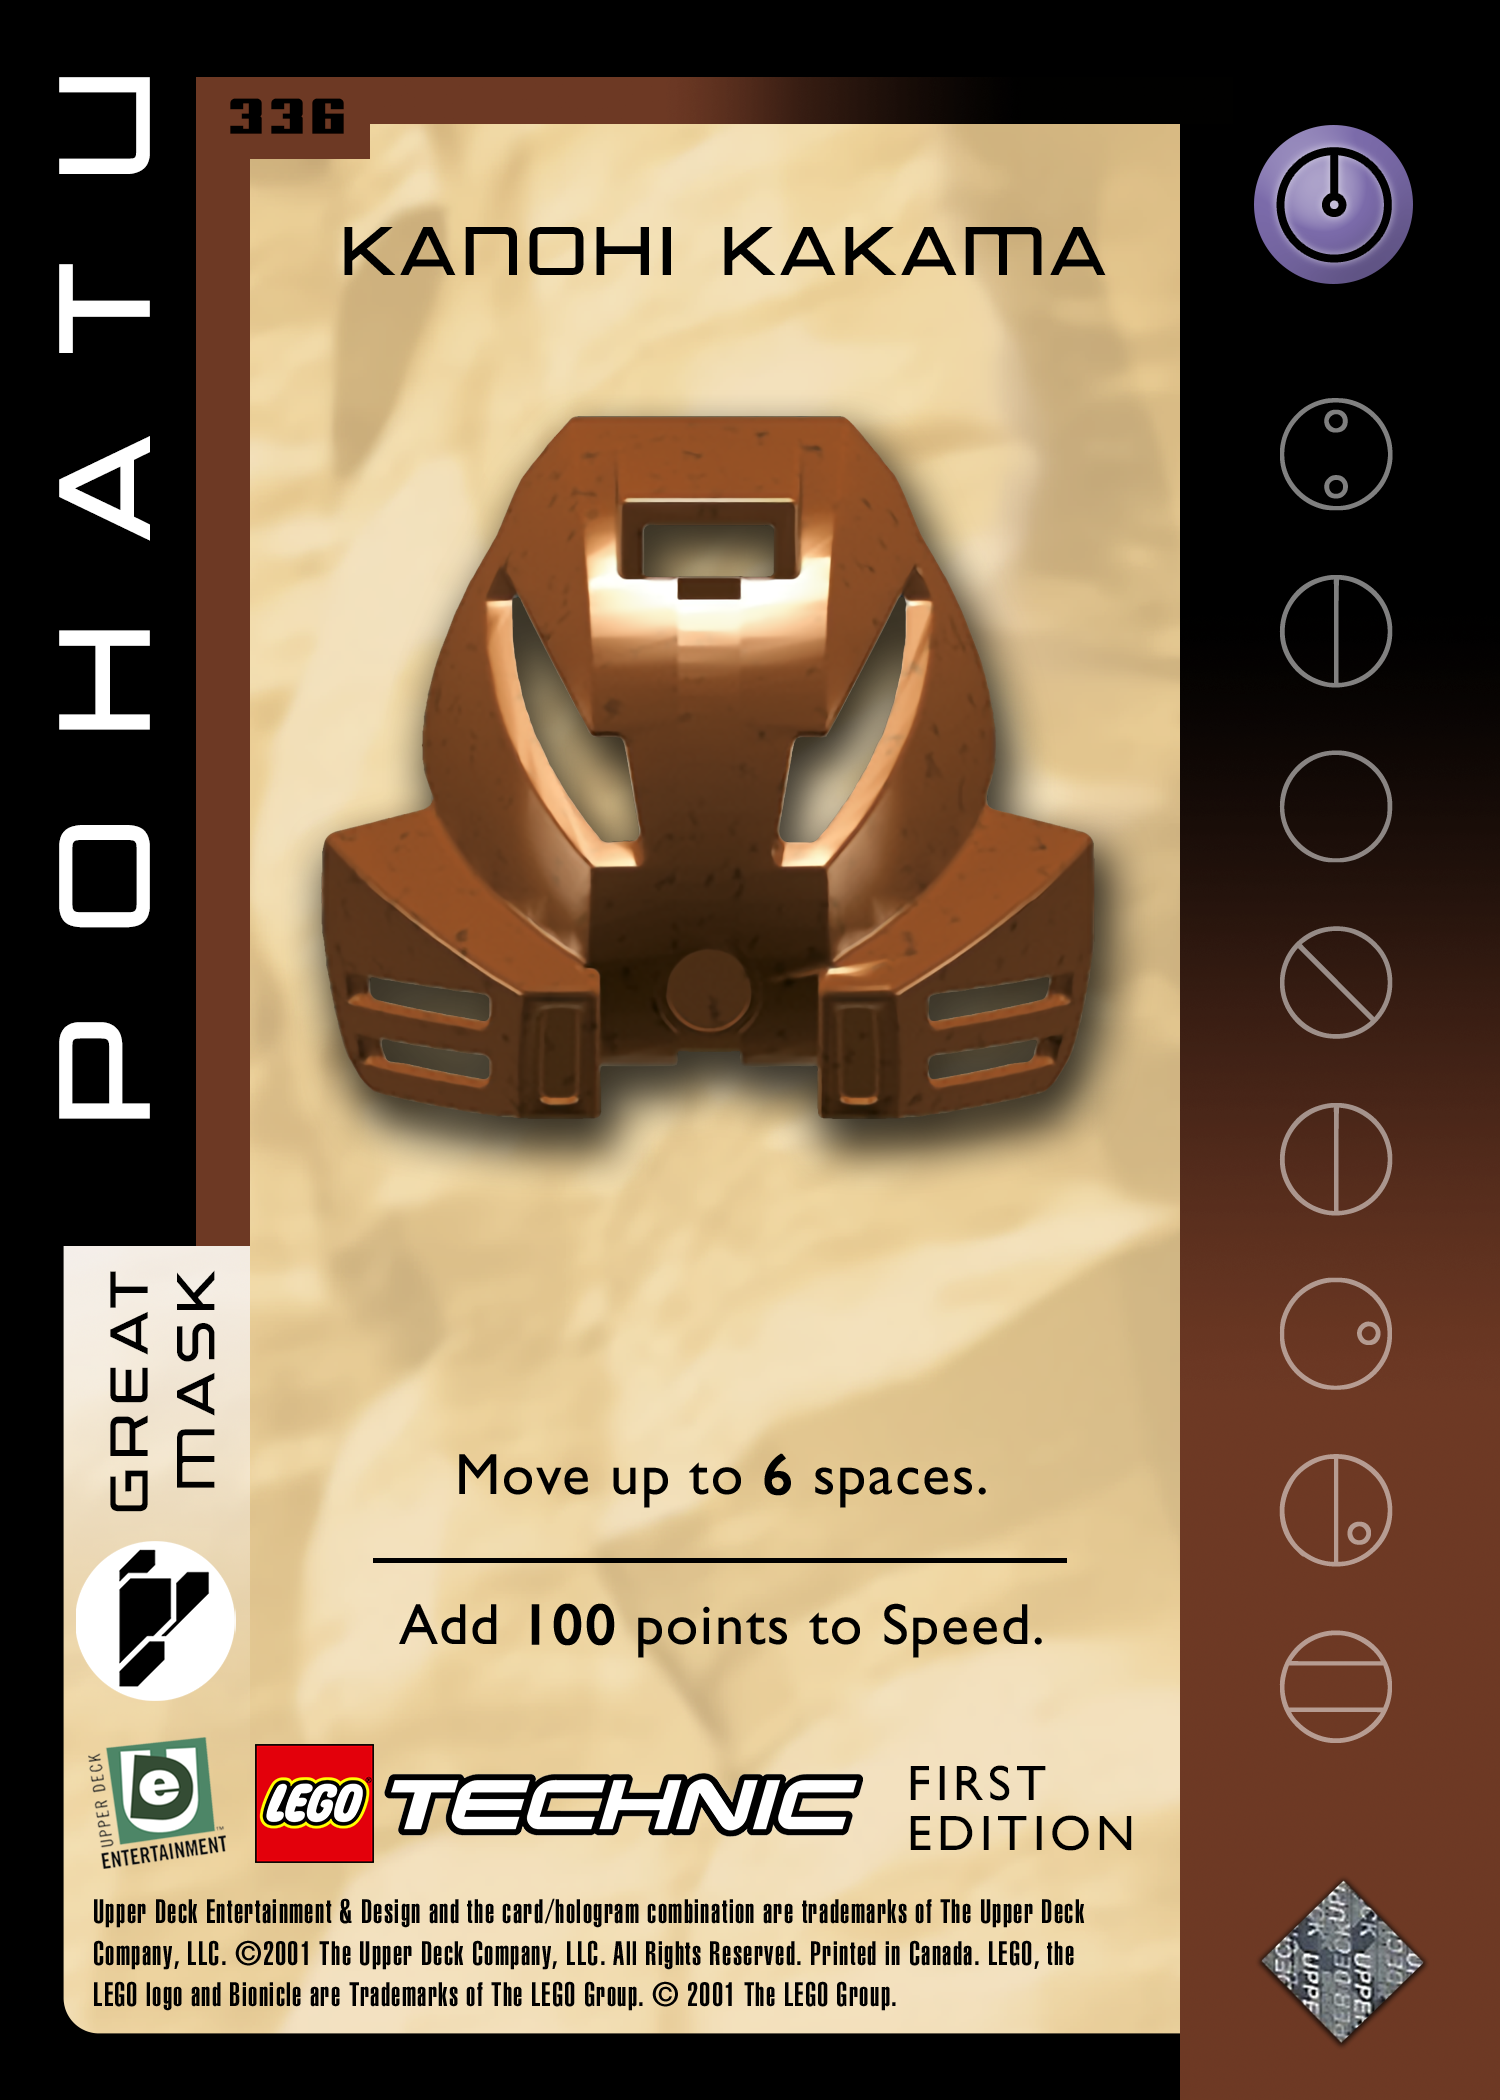 POHATU
336
KANOHI KAKAMA
GREAT
MASK
Move up to 6 spaces.
Add 100 points to Speed.
UPPER DECK
e
ENTERTAINMENT
LEGO TECHNIC
FIRST
EDITION
Upper Deck Entertainment & Design and the card/hologram combination are trademarks of The Upper Deck
Company, LLC. ©2001 The Upper Deck Company, LLC. All Rights Reserved. Printed in Canada. LEGO, the
LEGO logo and Bionicle are Trademarks of The LEGO Group. © 2001 The LEGO Group.